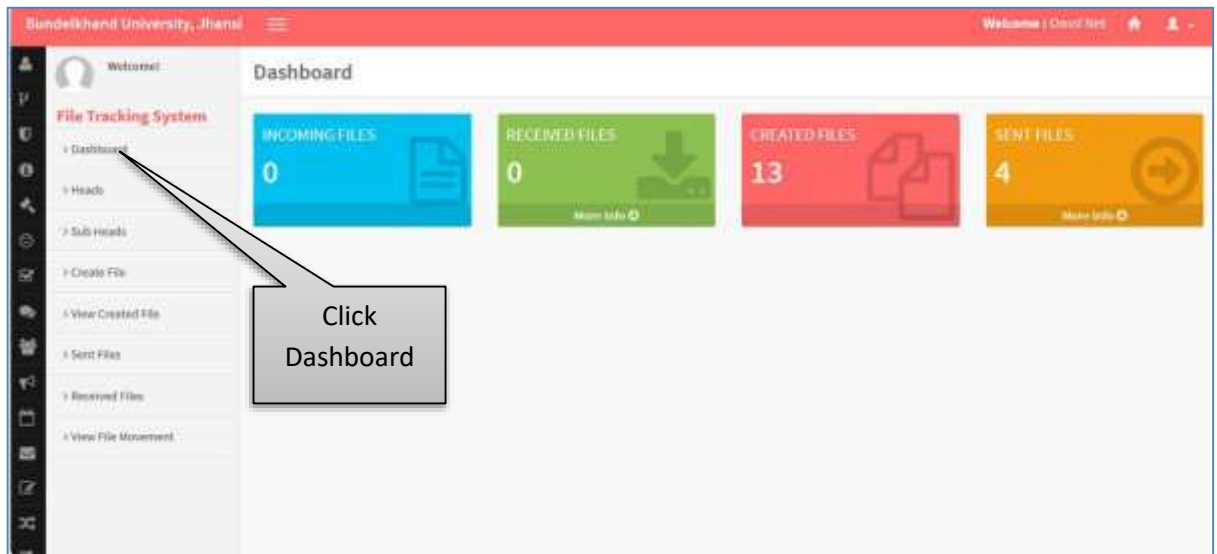 Bundelkhand University, Jhansi
Welcome |
Welcome!
File Tracking System
> Dashboard
> Heads
> Sub Heads
> Create File
> View Created File
> Sent Files
> Received Files
> View File Movement
Dashboard
INCOMING FILES
0
RECEIVED FILES
0
More Info
CREATED FILES
13
SENT FILES
4
More Info
Click
Dashboard